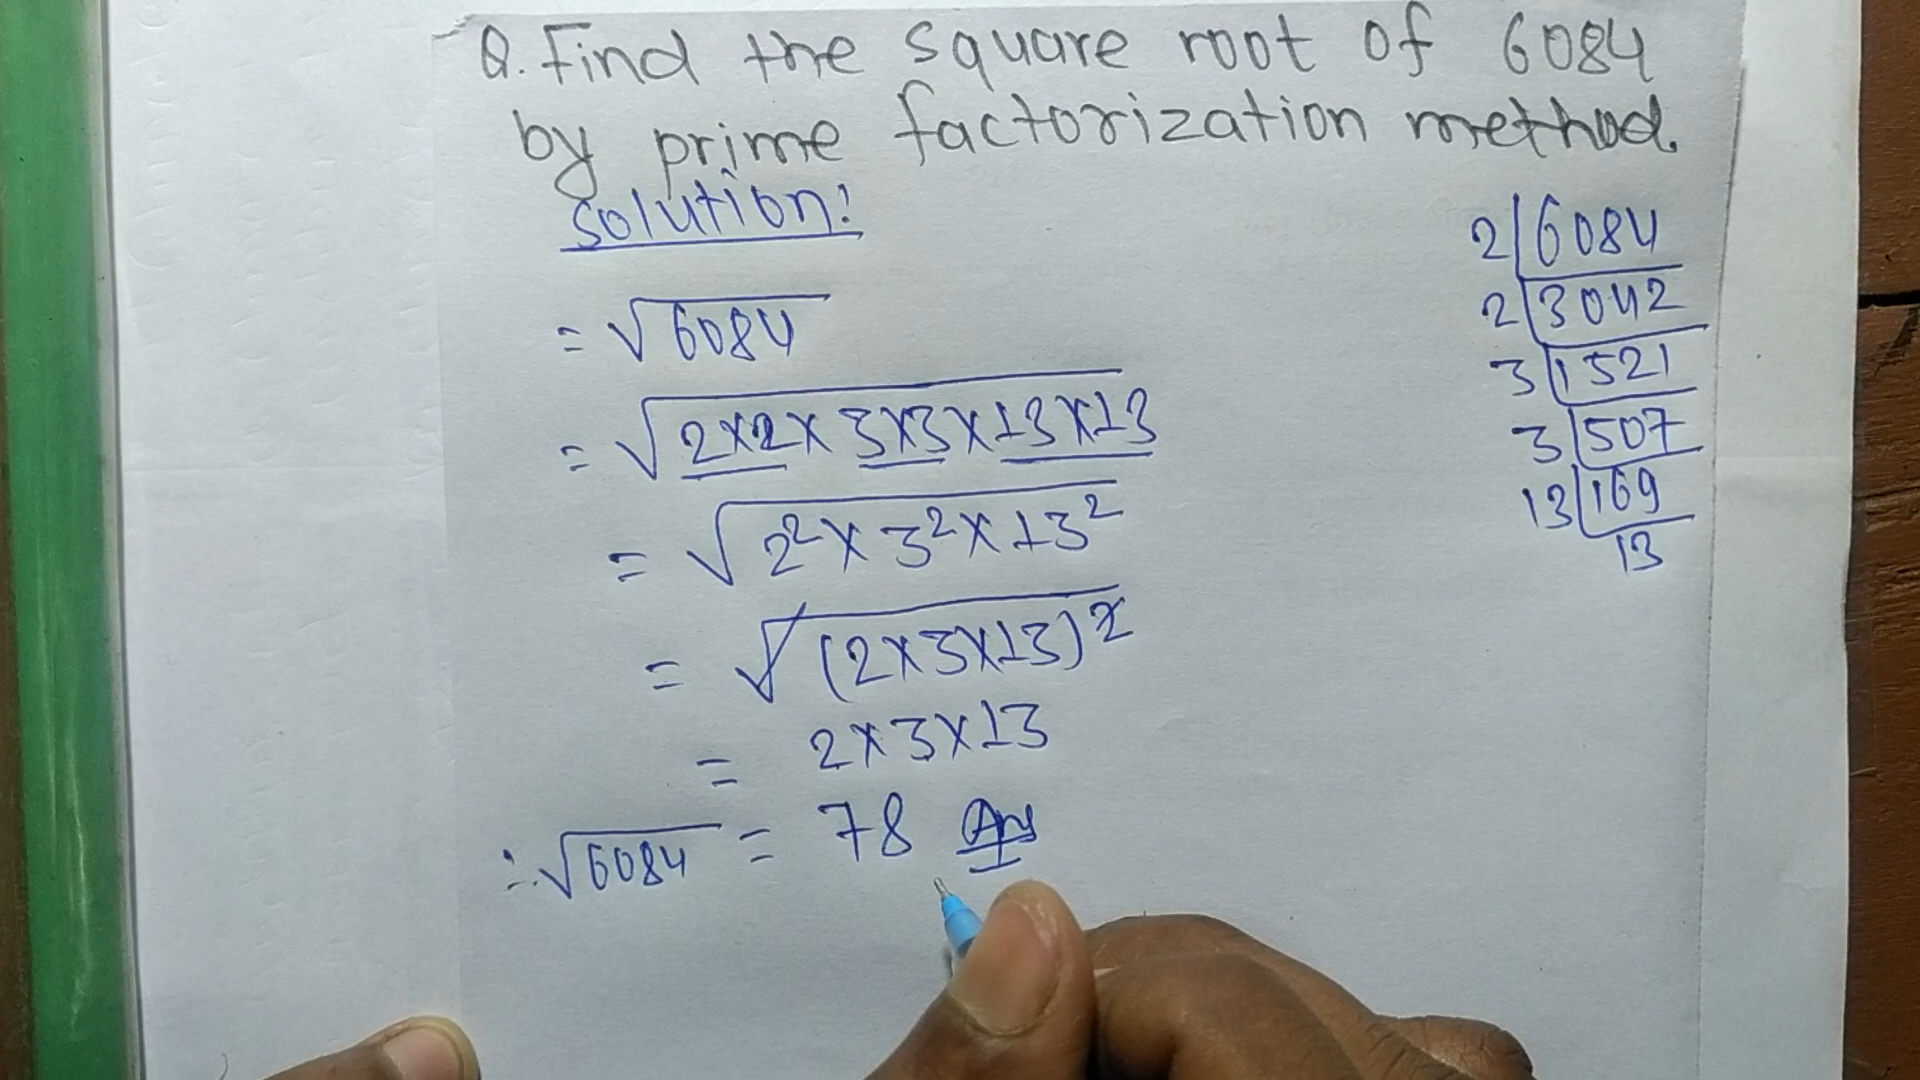 Q. Find the square root of 6084
by prime factorization method.
Solution:
= √6084
= √2×2×3×3×13×13
= √2²×3²×13²
= √(2×3×13)²
= 2×3×13
∴ √6084 = 78 Ans
2 | 6084
2 | 3042
3 | 1521
3 | 507
13 | 169
13